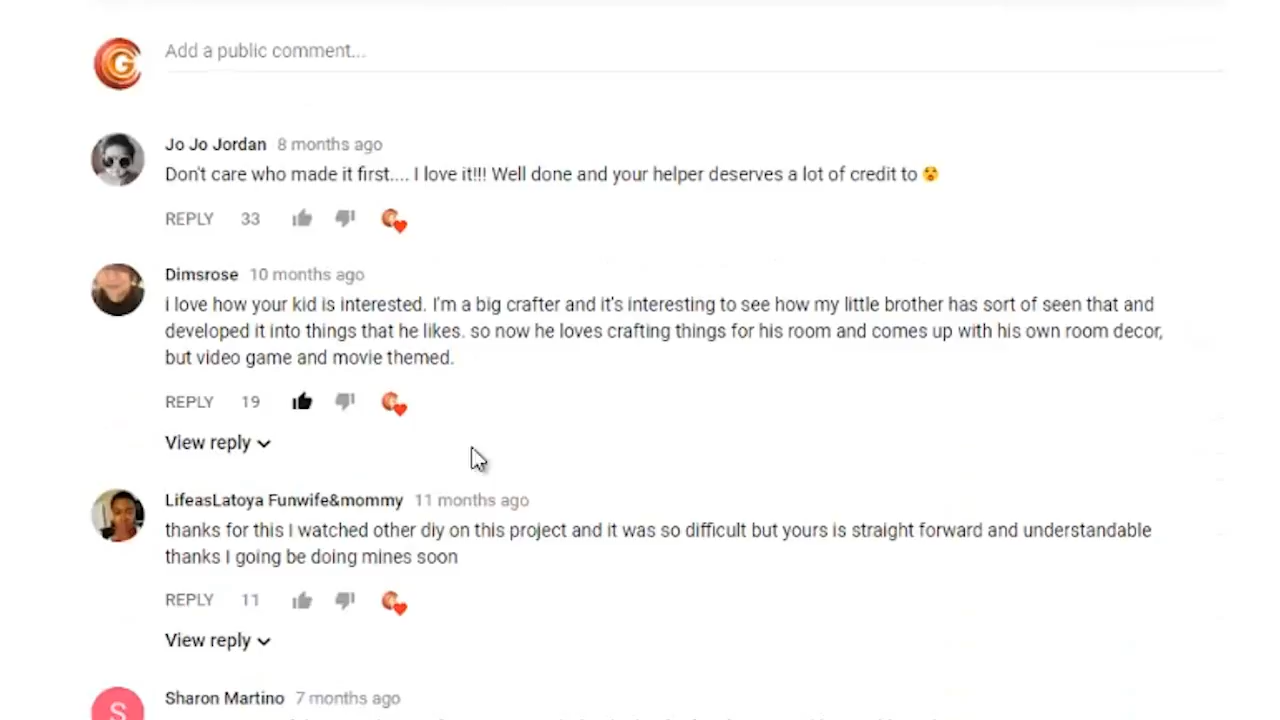 G
Add a public comment...
Jo Jo Jordan 8 months ago
Don't care who made it first.... I love it!!! Well done and your helper deserves a lot of credit to 😵
REPLY 33
Dimsrose 10 months ago
i love how your kid is interested. I'm a big crafter and it's interesting to see how my little brother has sort of seen that and
developed it into things that he likes. so now he loves crafting things for his room and comes up with his own room decor,
but video game and movie themed.
REPLY 19
View reply
LifeasLatoya Funwife&mommy 11 months ago
thanks for this I watched other diy on this project and it was so difficult but yours is straight forward and understandable
thanks I going be doing mines soon
REPLY 11
View reply
S
Sharon Martino 7 months ago